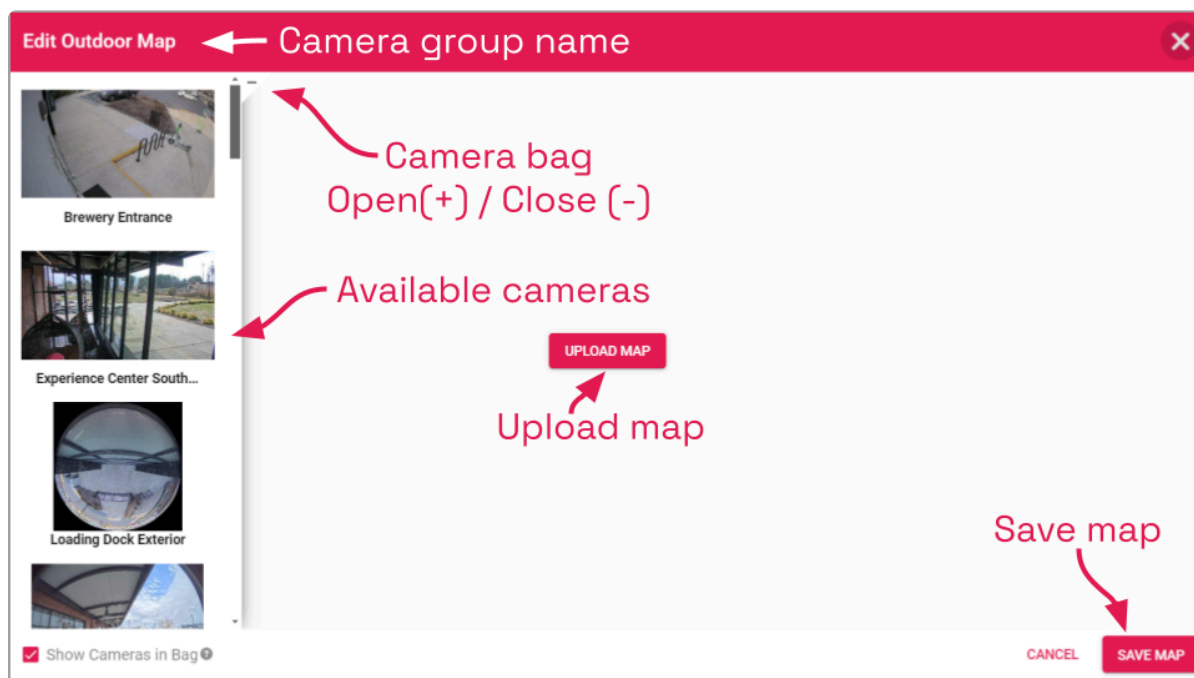 Edit Outdoor Map
Camera group name
Brewery Entrance
Camera bag
Open(+) / Close (-)
Available cameras
Experience Center South...
UPLOAD MAP
Upload map
Loading Dock Exterior
Save map
Show Cameras in Bag
CANCEL
SAVE MAP